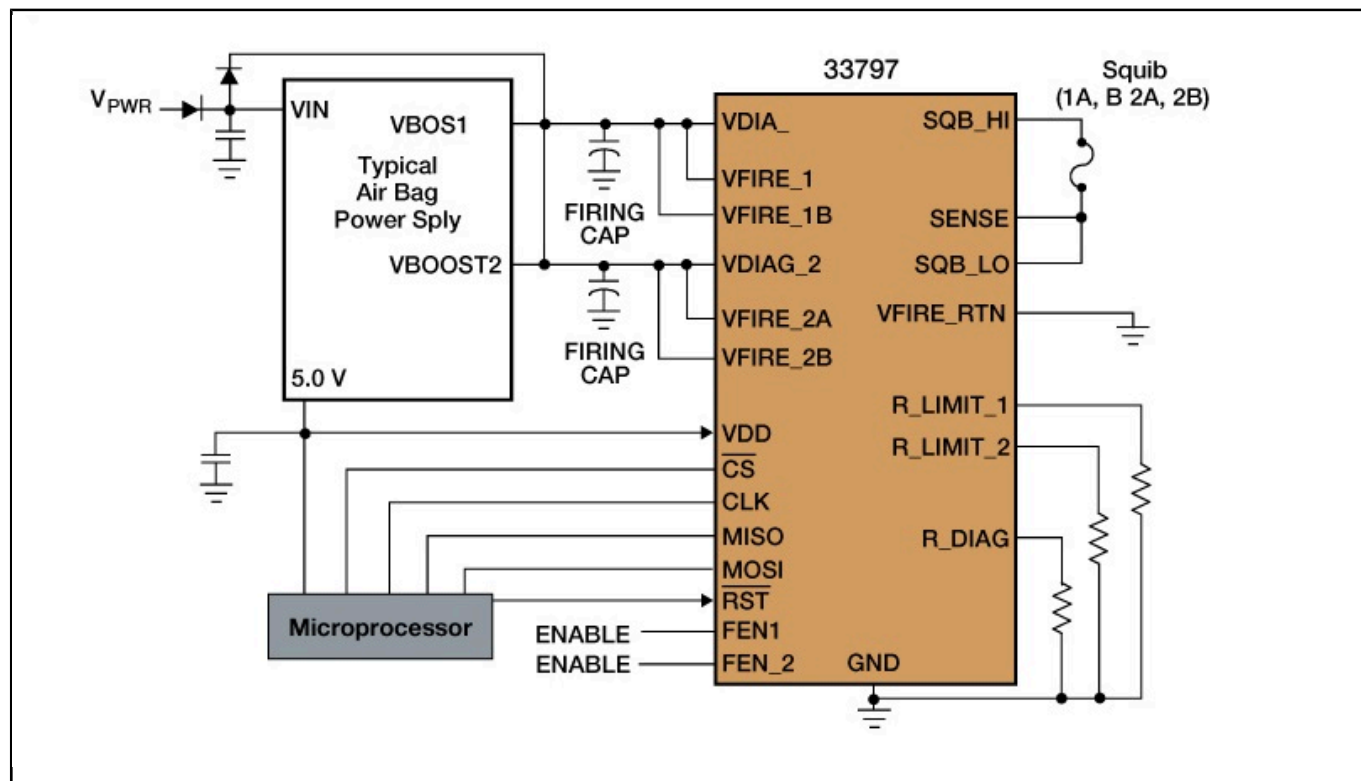 33797
Squib
(1A, B 2A, 2B)
VPWR
VIN
VBOS1
Typical
Air Bag
Power Sply
VBOOST2
5.0 V
FIRING
CAP
FIRING
CAP
VDIA_
VFIRE_1
VFIRE_1B
VDIAG_2
VFIRE_2A
VFIRE_2B
VDD
CS
CLK
MISO
MOSI
RST
FEN1
FEN_2
GND
SQB_HI
SENSE
SQB_LO
VFIRE_RTN
R_LIMIT_1
R_LIMIT_2
R_DIAG
Microprocessor
ENABLE
ENABLE